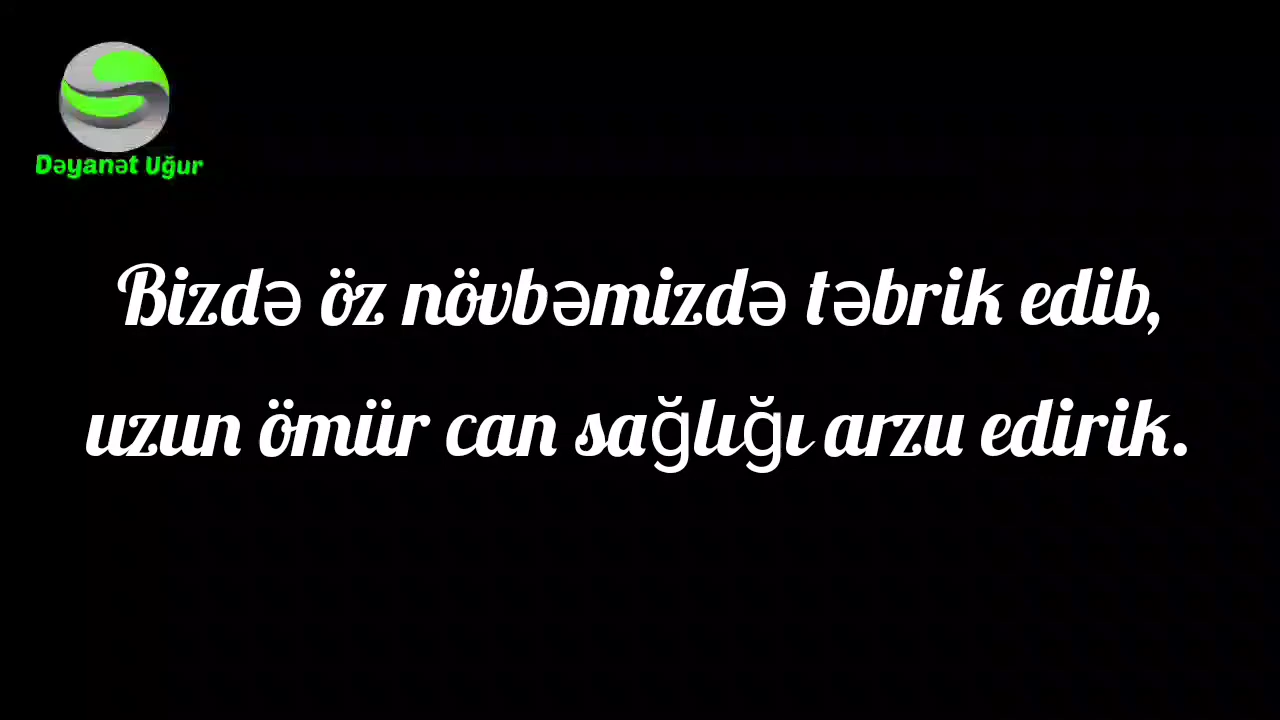 Dəyanət Uğur
Bizdə öz növbəmizdə təbrik edib,
uzun ömür can sağlığı arzu edirik.